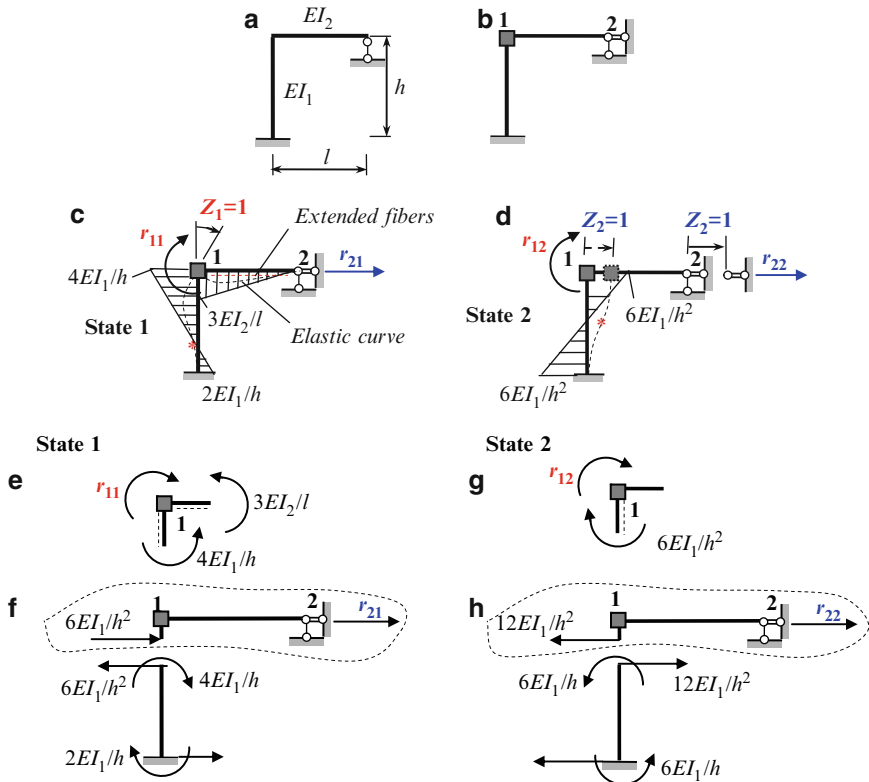 a
EI₂
EI₁
h
l
b
1
2
c
Z₁=1
r₁₁
1
Extended fibers
2
r₂₁
4EI₁/h
3EI₂/l
Elastic curve
State 1
*
2EI₁/h
d
Z₂=1
Z₂=1
r₁₂
1
2
r₂₂
6EI₁/h²
State 2
*
6EI₁/h²
State 1
e
r₁₁
1
3EI₂/l
4EI₁/h
State 2
g
r₁₂
1
6EI₁/h²
f
1
2
r₂₁
6EI₁/h²
6EI₁/h²
4EI₁/h
2EI₁/h
h
1
2
r₂₂
12EI₁/h²
6EI₁/h
12EI₁/h²
6EI₁/h